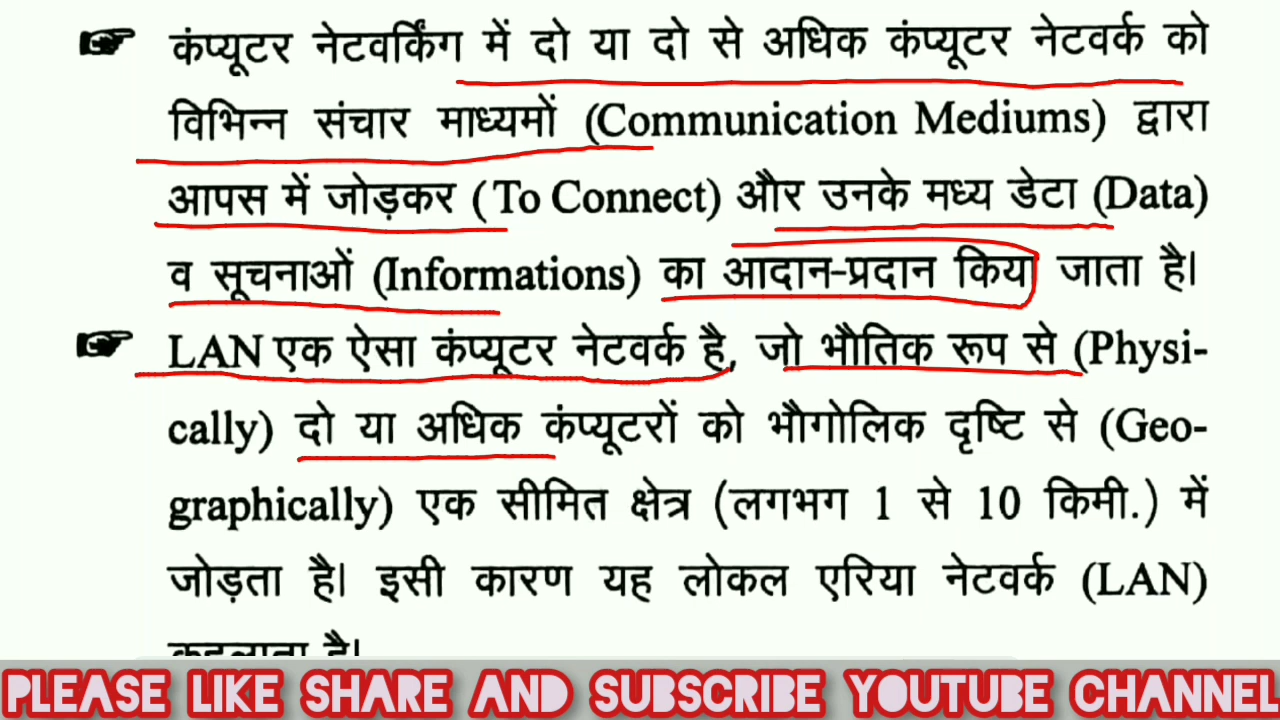 कंप्यूटर नेटवर्किंग में दो या दो से अधिक कंप्यूटर नेटवर्क को
विभिन्न संचार माध्यमों (Communication Mediums) द्वारा
आपस में जोड़कर (To Connect) और उनके मध्य डेटा (Data)
व सूचनाओं (Informations) का आदान-प्रदान किया जाता है।
LAN एक ऐसा कंप्यूटर नेटवर्क है, जो भौतिक रूप से (Physi-
cally) दो या अधिक कंप्यूटरों को भौगोलिक दृष्टि से (Geo-
graphically) एक सीमित क्षेत्र (लगभग 1 से 10 किमी.) में
जोड़ता है। इसी कारण यह लोकल एरिया नेटवर्क (LAN)
कहलाता है।
PLEASE LIKE SHARE AND SUBSCRIBE YOUTUBE CHANNEL